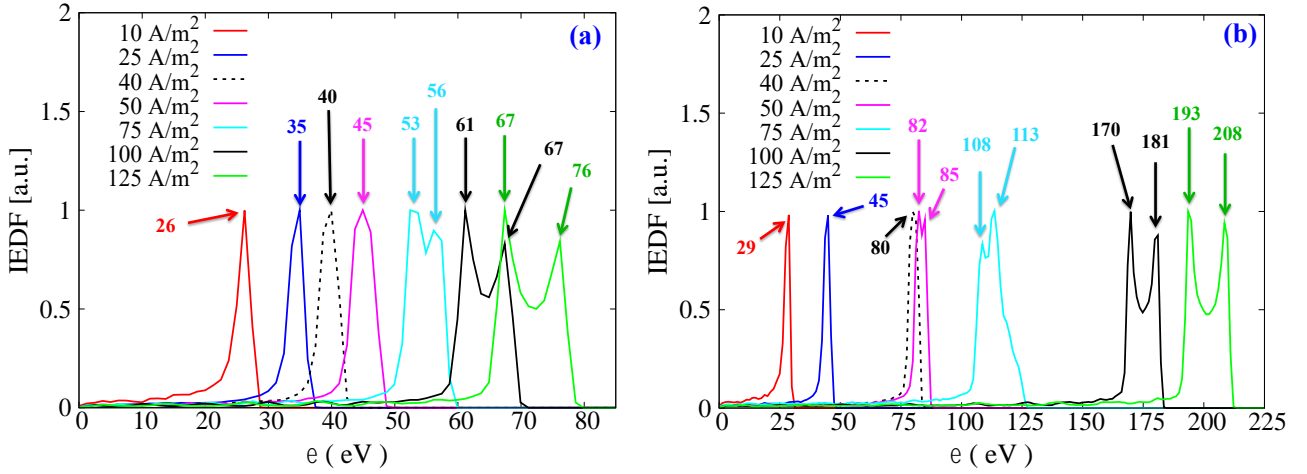 (a)
10 A/m²
25 A/m²
40 A/m²
50 A/m²
75 A/m²
100 A/m²
125 A/m²
26
35
40
45
53
56
61
67
67
76
2
1.5
1
0.5
0
IEDF [a.u.]
0 10 20 30 40 50 60 70 80
e ( eV )
(b)
10 A/m²
25 A/m²
40 A/m²
50 A/m²
75 A/m²
100 A/m²
125 A/m²
29
45
80
82
85
108
113
170
181
193
208
2
1.5
1
0.5
0
IEDF [a.u.]
0 25 50 75 100 125 150 175 200 225
e ( eV )